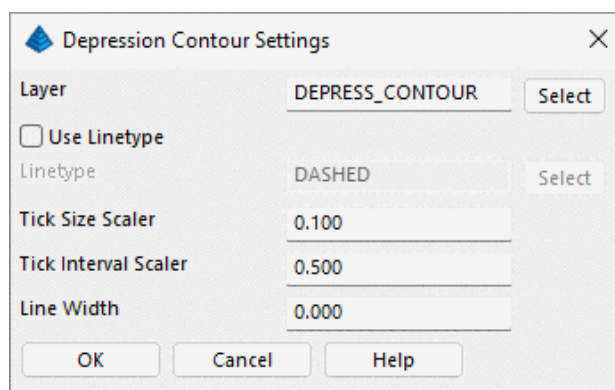 Depression Contour Settings
Layer DEPRESS_CONTOUR Select
Use Linetype
Linetype DASHED Select
Tick Size Scaler 0.100
Tick Interval Scaler 0.500
Line Width 0.000
OK Cancel Help